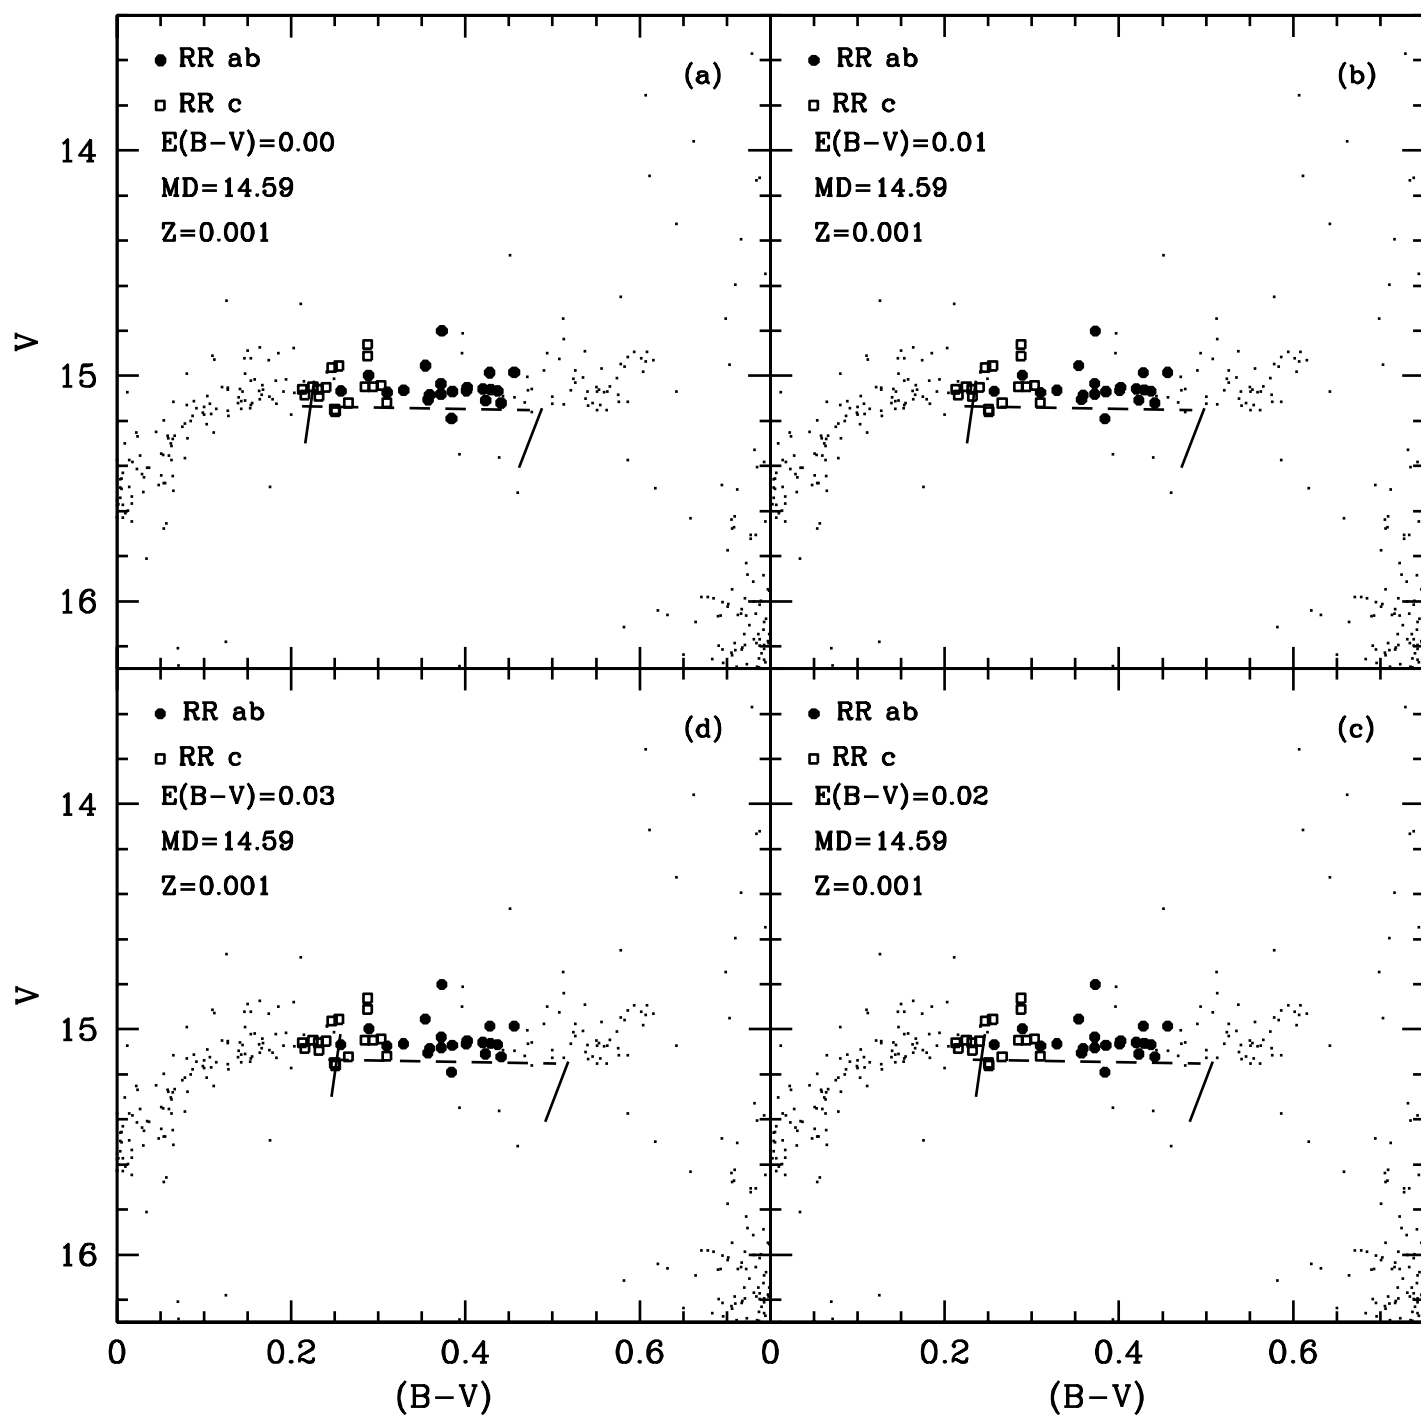 RR ab
(a)
RR c
E(B-V)=0.00
MD=14.59
Z=0.001
RR ab
(b)
RR c
E(B-V)=0.01
MD=14.59
Z=0.001
14
15
16
V
RR ab
(d)
RR c
E(B-V)=0.03
MD=14.59
Z=0.001
RR ab
(c)
RR c
E(B-V)=0.02
MD=14.59
Z=0.001
14
15
16
V
0 0.2 0.4 0.6 0 0.2 0.4 0.6
(B-V) (B-V)